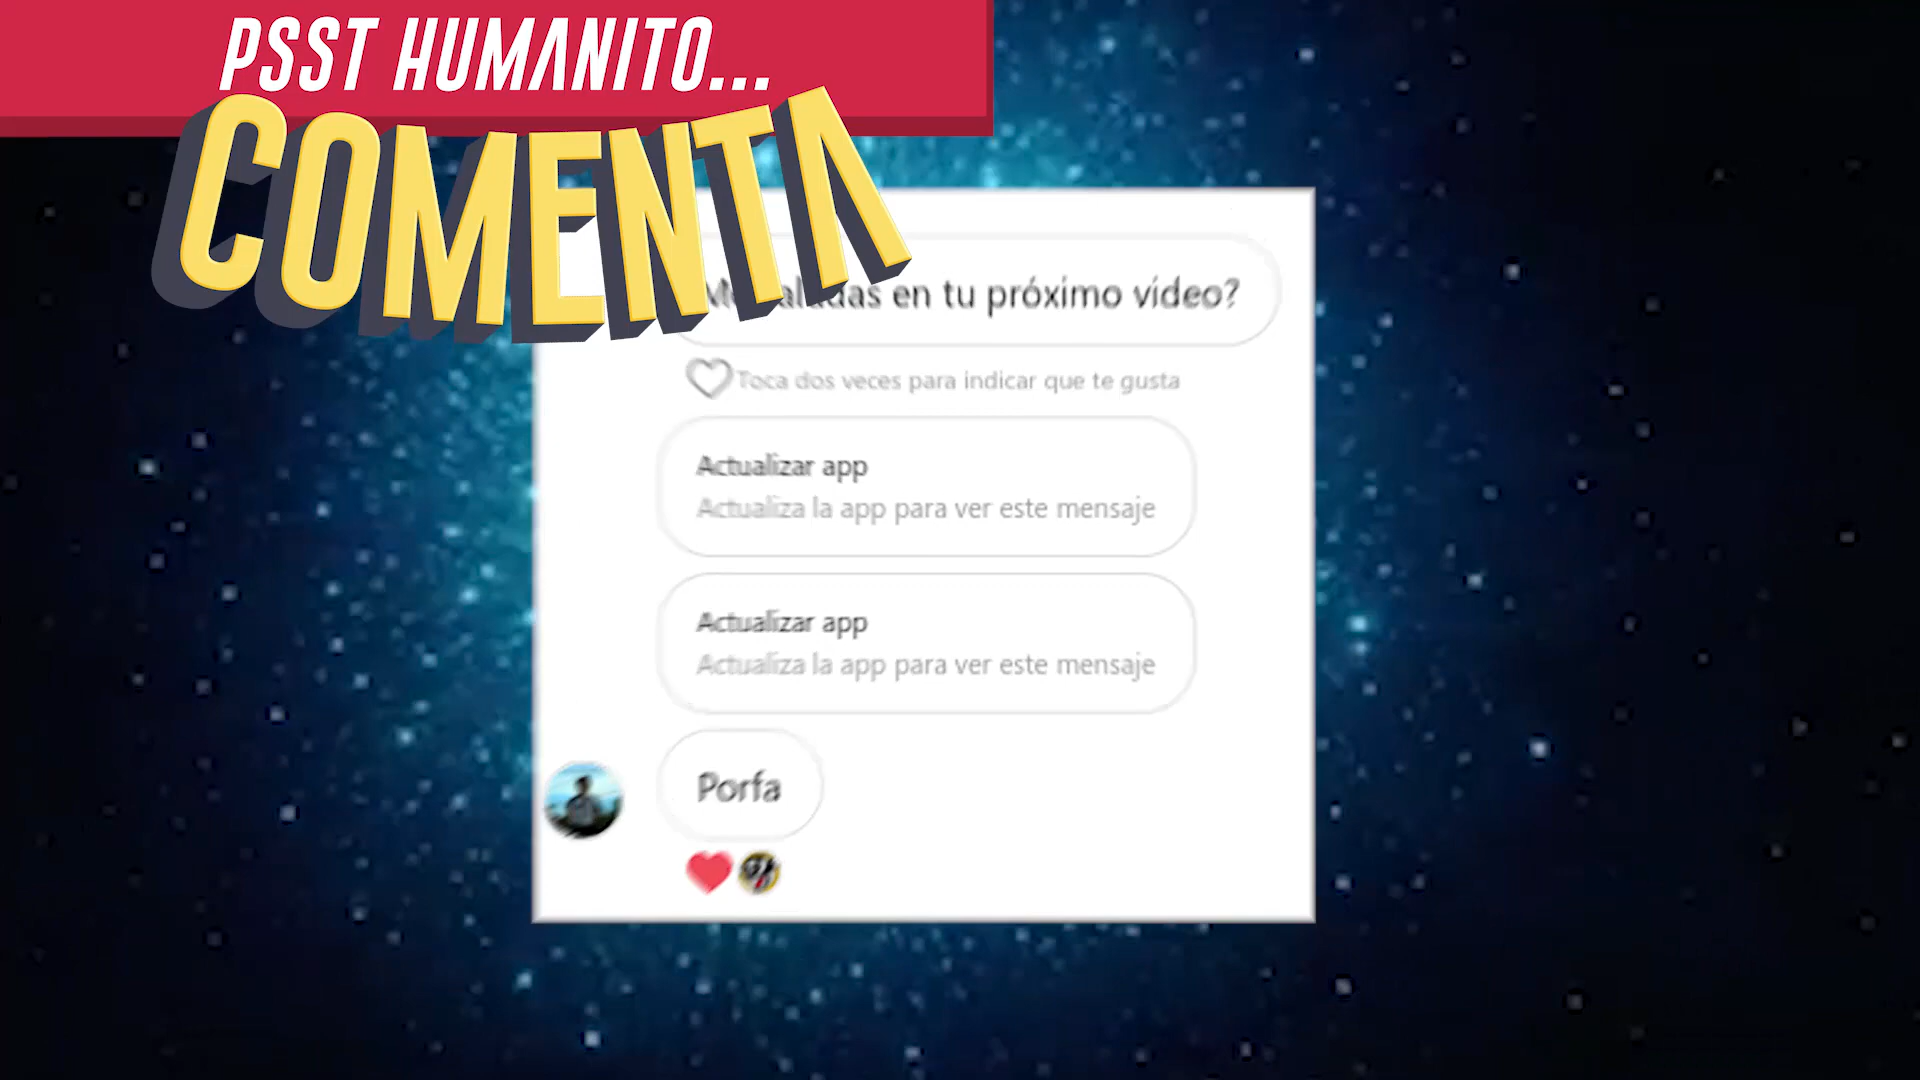 PSST HUMANITO...
COMENTA
en tu próximo vídeo?
Toca dos veces para indicar que te gusta
Actualizar app
Actualiza la app para ver este mensaje
Actualizar app
Actualiza la app para ver este mensaje
Porfa